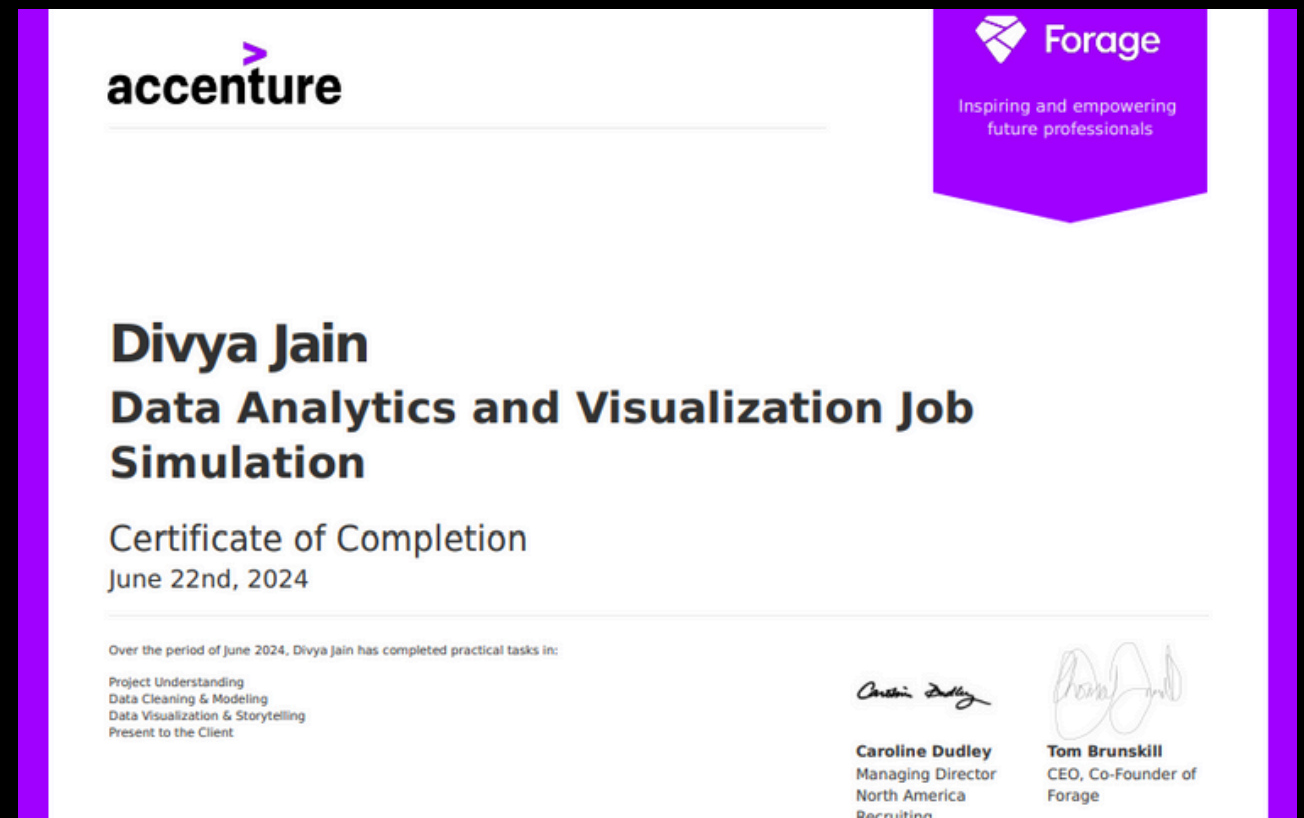 accenture
Forage
Inspiring and empowering
future professionals
Divya Jain
Data Analytics and Visualization Job
Simulation
Certificate of Completion
June 22nd, 2024
Over the period of June 2024, Divya Jain has completed practical tasks in:
Project Understanding
Data Cleaning & Modeling
Data Visualization & Storytelling
Present to the Client
Caroline Dudley
Managing Director
North America
Recruiting
Tom Brunskill
CEO, Co-Founder of
Forage